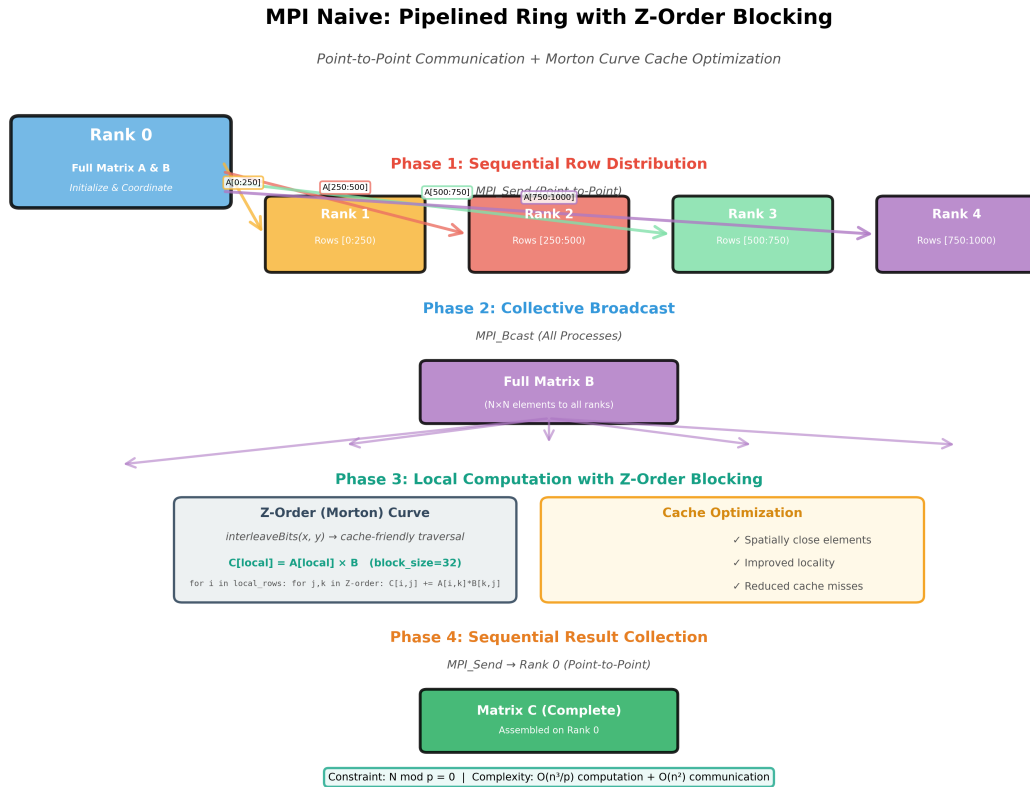 MPI Naive: Pipelined Ring with Z-Order Blocking
Point-to-Point Communication + Morton Curve Cache Optimization
Rank 0
Full Matrix A & B
Initialize & Coordinate
Phase 1: Sequential Row Distribution
MPI_Send (Point-to-Point)
A[0:250]
A[250:500]
A[500:750]
A[750:1000]
Rank 1
Rows [0:250)
Rank 2
Rows [250:500)
Rank 3
Rows [500:750)
Rank 4
Rows [750:1000)
Phase 2: Collective Broadcast
MPI_Bcast (All Processes)
Full Matrix B
(N×N elements to all ranks)
Phase 3: Local Computation with Z-Order Blocking
Z-Order (Morton) Curve
interleaveBits(x, y) → cache-friendly traversal
C[local] = A[local] × B (block_size=32)
for i in local_rows: for j,k in Z-order: C[i,j] += A[i,k]*B[k,j]
Cache Optimization
✓ Spatially close elements
✓ Improved locality
✓ Reduced cache misses
Phase 4: Sequential Result Collection
MPI_Send → Rank 0 (Point-to-Point)
Matrix C (Complete)
Assembled on Rank 0
Constraint: N mod p = 0 | Complexity: O(n³/p) computation + O(n²) communication